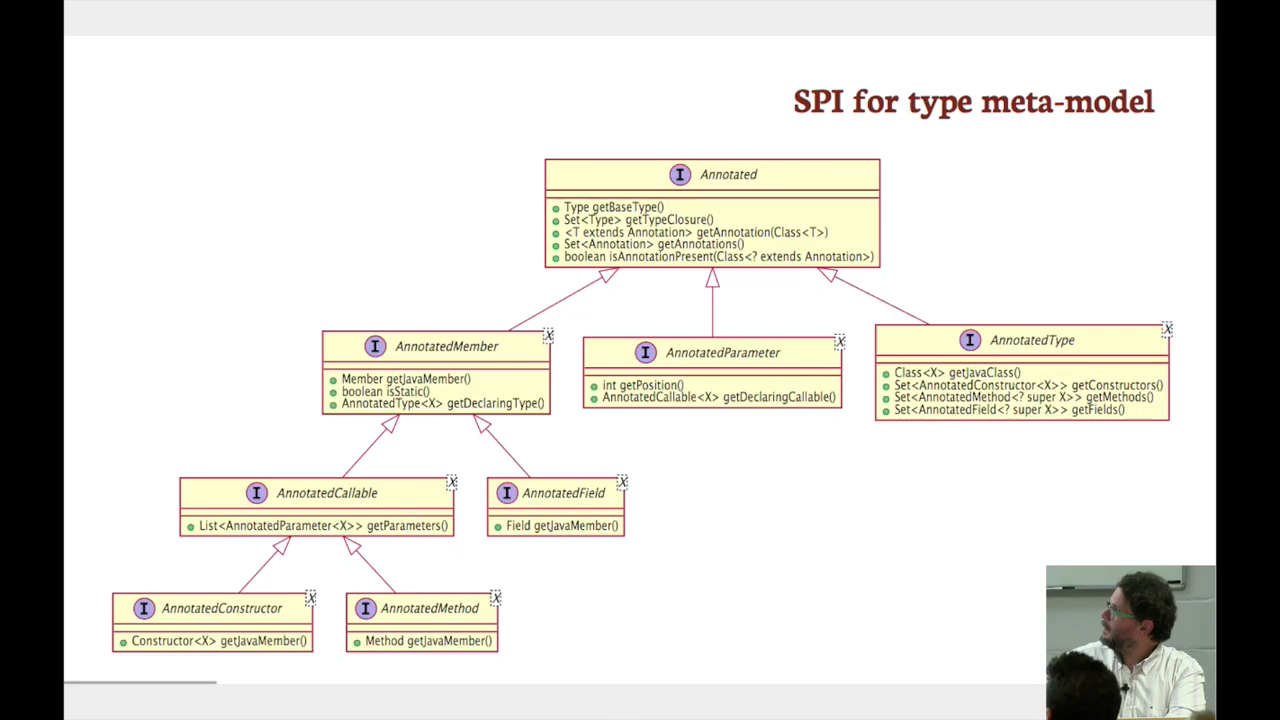 SPI for type meta-model
I Annotated
Type getBaseType()
Set<Type> getTypeClosure()
<T extends Annotation> getAnnotation(Class<T>)
Set<Annotation> getAnnotations()
boolean isAnnotationPresent(Class<? extends Annotation>)
I AnnotatedMember X
Member getJavaMember()
boolean isStatic()
AnnotatedType<X> getDeclaringType()
I AnnotatedParameter X
int getPosition()
AnnotatedCallable<X> getDeclaringCallable()
I AnnotatedType X
Class<X> getJavaClass()
Set<AnnotatedConstructor<X>> getConstructors()
Set<AnnotatedMethod<? super X>> getMethods()
Set<AnnotatedField<? super X>> getFields()
I AnnotatedCallable X
List<AnnotatedParameter<X>> getParameters()
I AnnotatedField X
Field getJavaMember()
I AnnotatedConstructor X
Constructor<X> getJavaMember()
I AnnotatedMethod X
Method getJavaMember()